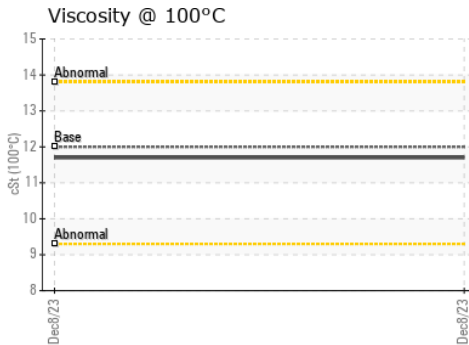 Viscosity @ 100°C
cSt (100°C)
15
14
13
12
11
10
9
8
Abnormal
Base
Abnormal
Dec8/23
Dec8/23